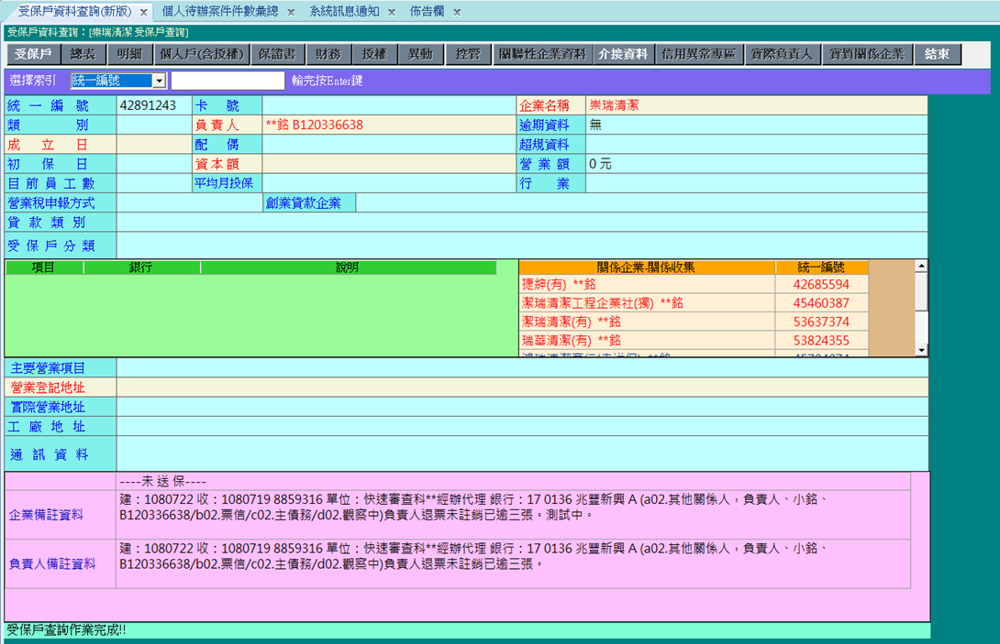 受保戶資料查詢(新版) x 個人待辦案件件數彙總 x 系統訊息通知 x 佈告欄 x
受保戶資料查詢：[崇瑞清潔 受保戶查詢]
受保戶 總表 明細 個人戶(含授權) 保證書 財務 授權 異動 控管 關聯性企業資料 介接資料 信用異常專區 實際負責人 實質關係企業 結束
選擇索引 統一編號 輸完按Enter鍵
統一編號 42891243 卡號 企業名稱 崇瑞清潔
類別 負責人 **銘 B120336638 逾期資料 無
成立日 配偶 超規資料
初保日 資本額 營業額 0 元
目前員工數 平均月投保 行業
營業稅申報方式 創業貸款企業
貸款類別
受保戶分類
項目 銀行 說明 關係企業-關係收集 統一編號
捷紳(有) **銘 42685594
潔瑞清潔工程企業社(獨) **銘 45460387
潔瑞清潔(有) **銘 53637374
瑞華清潔(有) **銘 53824355
主要營業項目
營業登記地址
實際營業地址
工廠地址
通訊資料
----未 送 保----
企業備註資料 建：1080722 收：1080719 8859316 單位：快速審查科**經辦代理 銀行：17 0136 兆豐新興 A (a02.其他關係人，負責人、小銘、
B120336638/b02.票信/c02.主債務/d02.觀察中)負責人退票未註銷已逾三張。測試中。
負責人備註資料 建：1080722 收：1080719 8859316 單位：快速審查科**經辦代理 銀行：17 0136 兆豐新興 A (a02.其他關係人，負責人、小銘、
B120336638/b02.票信/c02.主債務/d02.觀察中)負責人退票未註銷已逾三張。
受保戶查詢作業完成!!